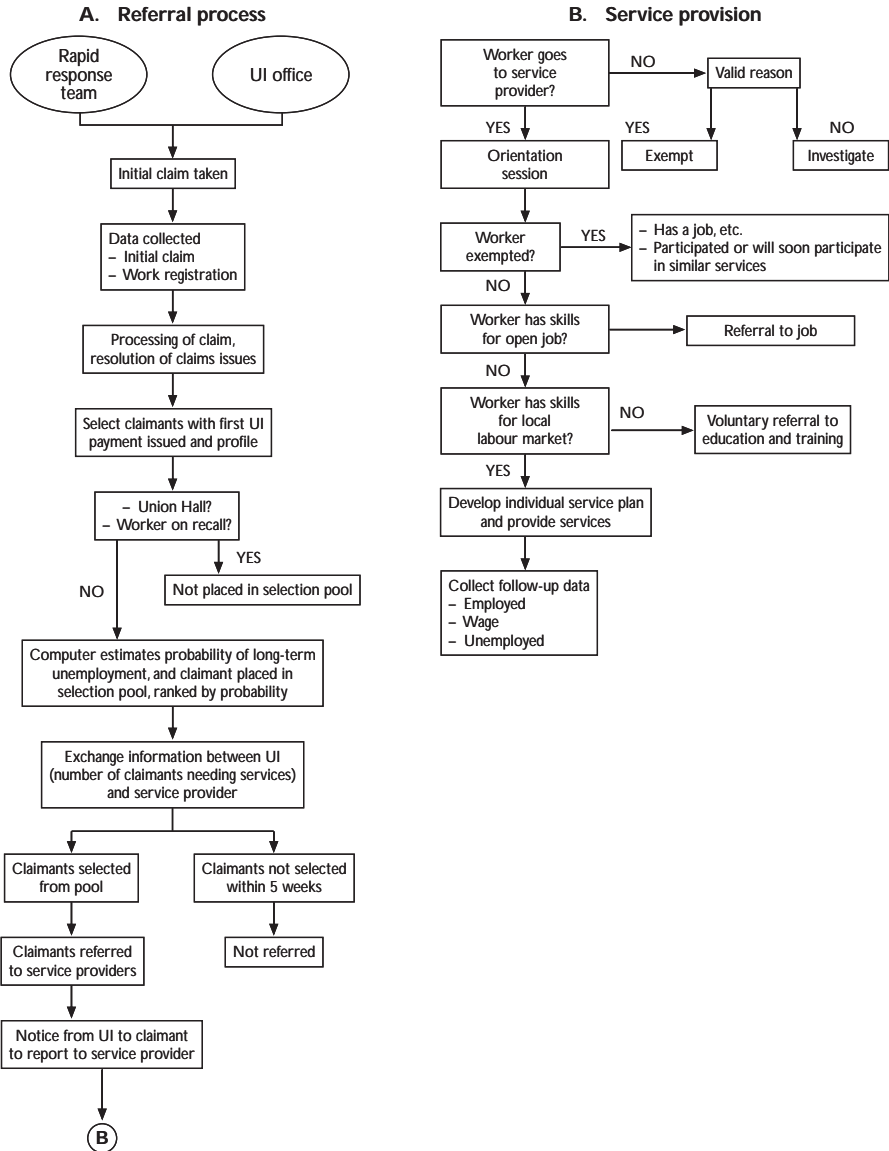 A. Referral process
Rapid
response
team
UI office
Initial claim taken
Data collected
– Initial claim
– Work registration
Processing of claim,
resolution of claims issues
Select claimants with first UI
payment issued and profile
– Union Hall?
– Worker on recall?
YES
NO
Not placed in selection pool
Computer estimates probability of long-term
unemployment, and claimant placed in
selection pool, ranked by probability
Exchange information between UI
(number of claimants needing services)
and service provider
Claimants selected
from pool
Claimants not selected
within 5 weeks
Claimants referred
to service providers
Not referred
Notice from UI to claimant
to report to service provider
B
B. Service provision
Worker goes
to service
provider?
NO
Valid reason
YES
YES
NO
Orientation
session
Exempt
Investigate
Worker
exempted?
YES
– Has a job, etc.
– Participated or will soon participate
in similar services
NO
Worker has skills
for open job?
Referral to job
NO
Worker has skills
for local
labour market?
NO
Voluntary referral to
education and training
YES
Develop individual service plan
and provide services
Collect follow-up data
– Employed
– Wage
– Unemployed